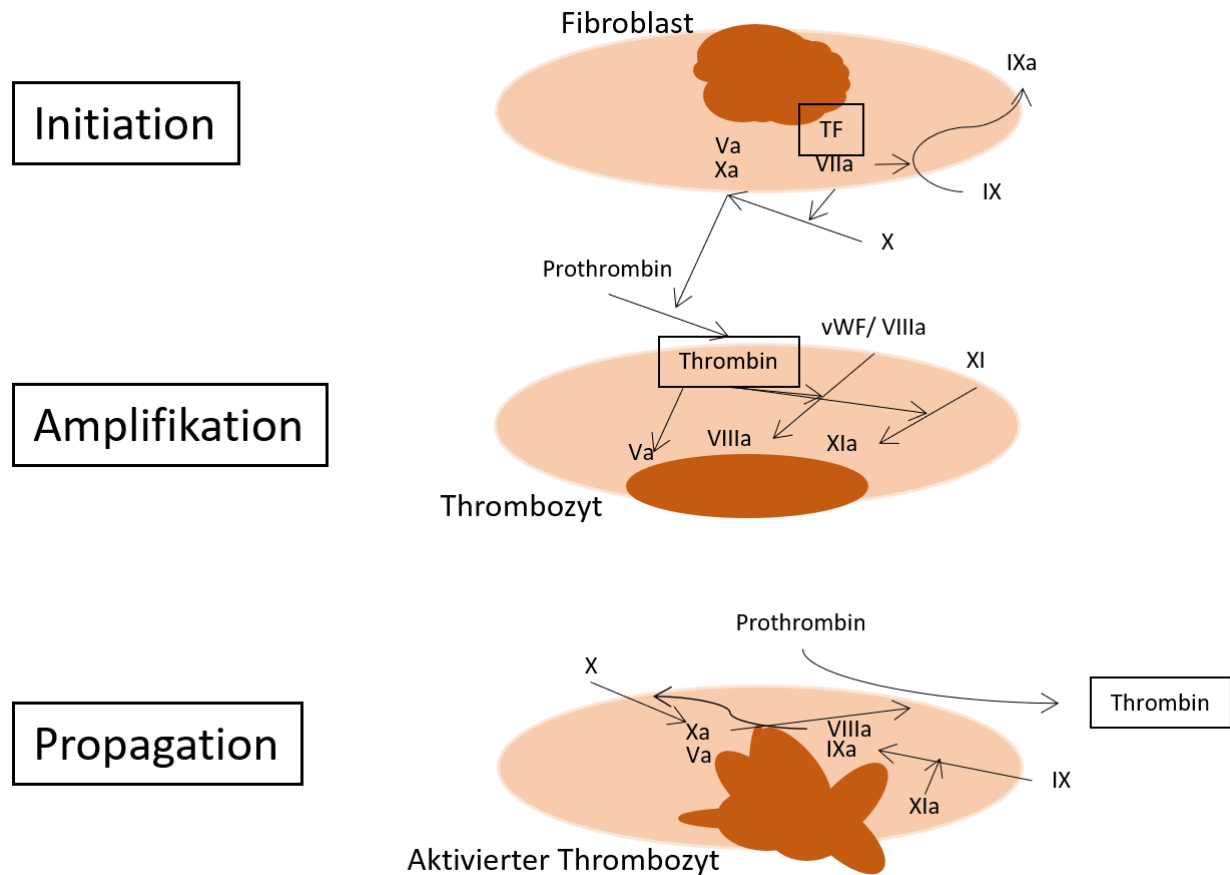 Fibroblast
Initiation
IXa
TF
Va
Xa
VIIa
IX
X
Prothrombin
vWF/ VIIIa
Thrombin
XI
Amplifikation
Va
VIIIa
XIa
Thrombozyt
Prothrombin
X
Thrombin
Propagation
Xa
Va
VIIIa
IXa
IX
XIa
Aktivierter Thrombozyt